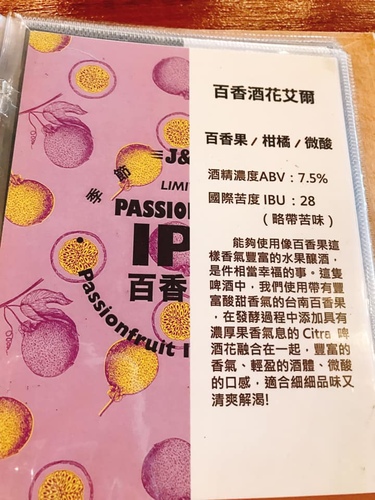 百香酒花艾爾
百香果/柑橘/微酸
酒精濃度ABV：7.5%
國際苦度 IBU：28
（略帶苦味）
能夠使用像百香果這
樣香氣豐富的水果釀酒，
是件相當幸福的事。這隻
啤酒中，我們使用帶有豐
富酸甜香氣的台南百香果
，在發酵過程中添加具有
濃厚果香氣息的 Citra 啤
酒花融合在一起，豐富的
香氣、輕盈的酒體、微酸
的口感，適合細細品味又
清爽解渴!
J&
季節
LIMI
PASSIO
IP
百香
Passionfruit I